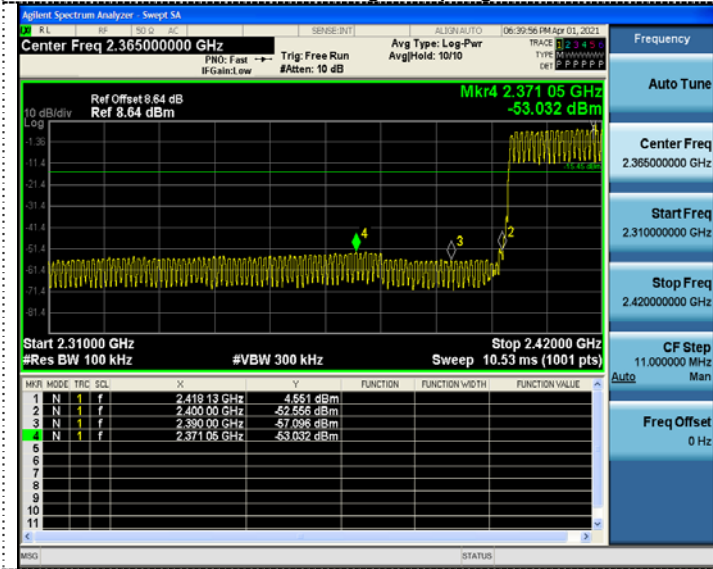 Agilent Spectrum Analyzer - Swept SA
RL RF 50 Ω AC SENSE:INT ALIGN AUTO 06:39:56 PM Apr 01, 2021
Center Freq 2.365000000 GHz
PNO: Fast
IFGain:Low
Trig: Free Run
#Atten: 10 dB
Avg Type: Log-Pwr
Avg|Hold: 10/10
TRACE 1 2 3 4 5 6
TYPE M
DET P P P P P P
Ref Offset 8.64 dB
Ref 8.64 dBm
Mkr4 2.371 05 GHz
-53.032 dBm
10 dB/div
Log
-1.36
-11.4
-15.45 dBm
-21.4
-31.4
-41.4
-51.4
-61.4
-71.4
-81.4
4
3
2
Start 2.31000 GHz
Stop 2.42000 GHz
#Res BW 100 kHz
#VBW 300 kHz
Sweep 10.53 ms (1001 pts)
MKR MODE TRC SCL X Y FUNCTION FUNCTION WIDTH FUNCTION VALUE
1 N 1 f 2.419 13 GHz 4.551 dBm
2 N 1 f 2.400 00 GHz -52.556 dBm
3 N 1 f 2.390 00 GHz -57.096 dBm
4 N 1 f 2.371 05 GHz -53.032 dBm
5
6
7
8
9
10
11
MSG STATUS
Frequency
Auto Tune
Center Freq
2.365000000 GHz
Start Freq
2.310000000 GHz
Stop Freq
2.420000000 GHz
CF Step
11.000000 MHz
Auto Man
Freq Offset
0 Hz